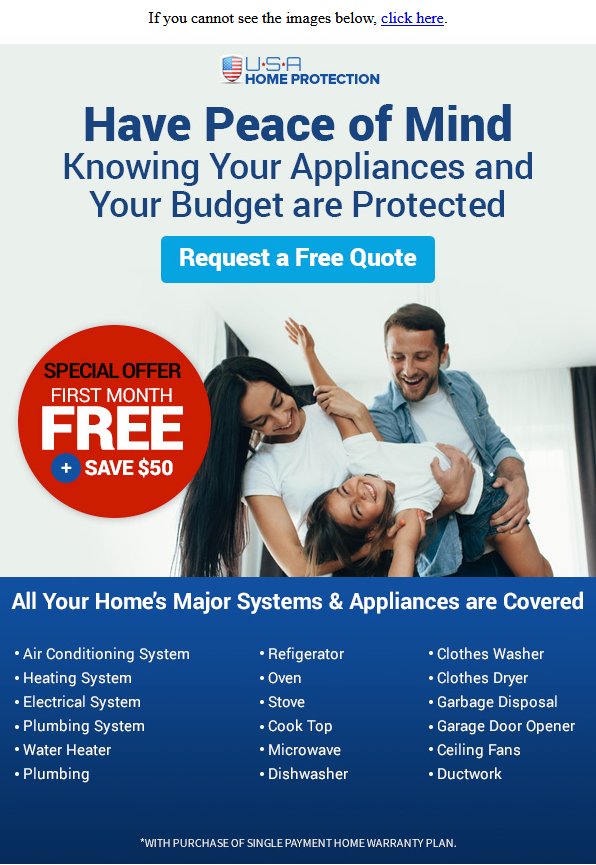 If you cannot see the images below, click here.
U·S·A
HOME PROTECTION
Have Peace of Mind
Knowing Your Appliances and
Your Budget are Protected
Request a Free Quote
SPECIAL OFFER
FIRST MONTH
FREE
+ SAVE $50
All Your Home's Major Systems & Appliances are Covered
• Air Conditioning System
• Heating System
• Electrical System
• Plumbing System
• Water Heater
• Plumbing
• Refigerator
• Oven
• Stove
• Cook Top
• Microwave
• Dishwasher
• Clothes Washer
• Clothes Dryer
• Garbage Disposal
• Garage Door Opener
• Ceiling Fans
• Ductwork
*WITH PURCHASE OF SINGLE PAYMENT HOME WARRANTY PLAN.